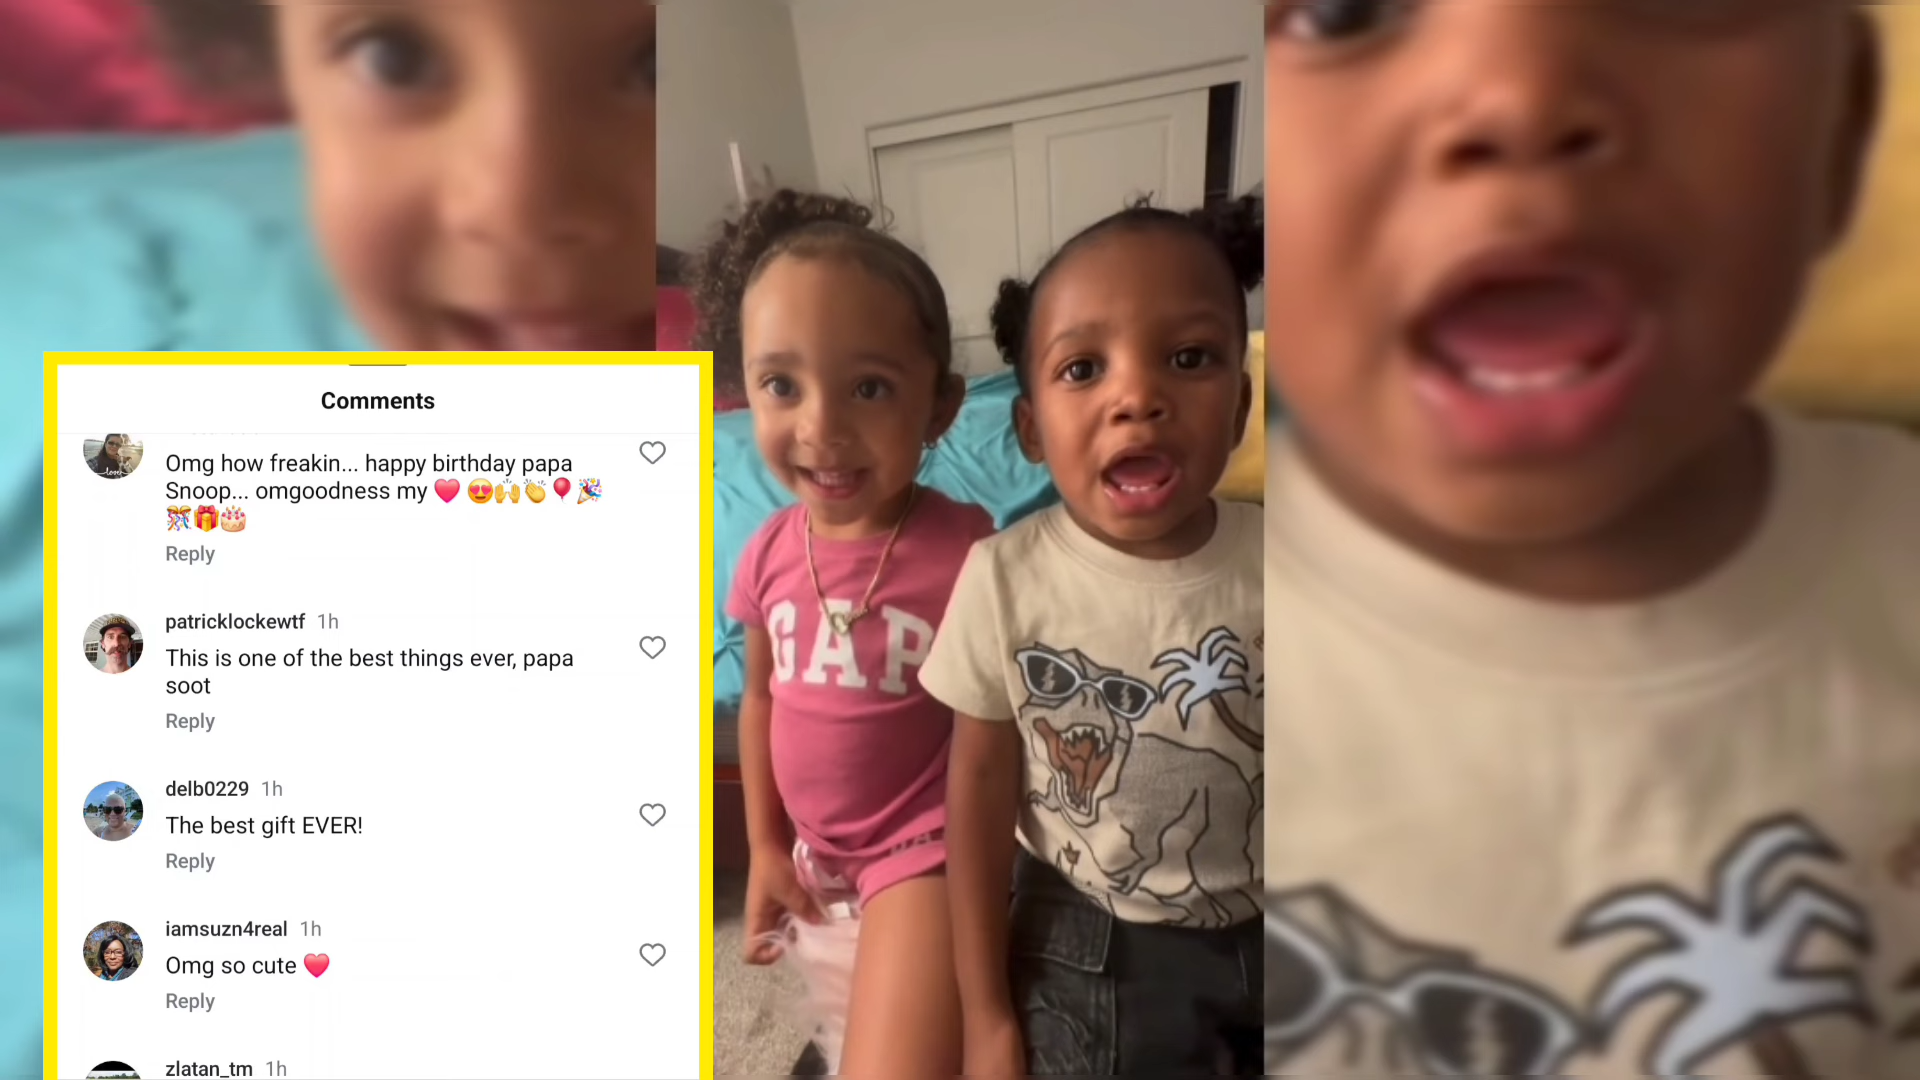 Comments
Omg how freakin... happy birthday papa
Snoop... omgoodness my ❤️ 😍🙌👏🎈🎉
🎊🎁🎂
Reply
patricklockewtf 1h
This is one of the best things ever, papa
soot
Reply
delb0229 1h
The best gift EVER!
Reply
iamsuzn4real 1h
Omg so cute ❤️
Reply
zlatan_tm 1h
GAP